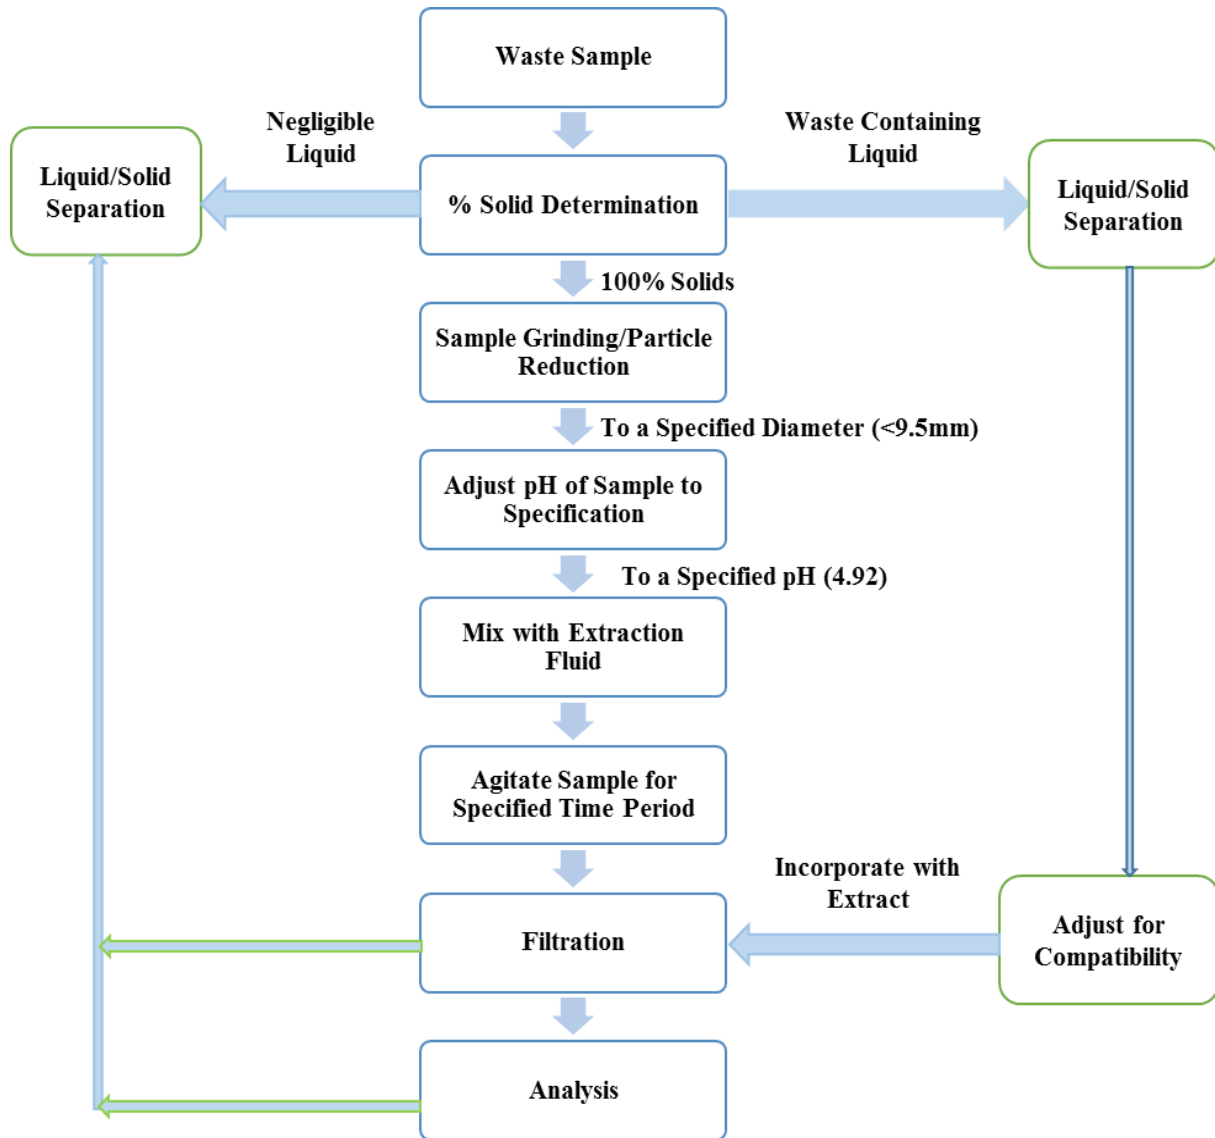 Waste Sample
Negligible
Liquid
Waste Containing
Liquid
Liquid/Solid
Separation
% Solid Determination
Liquid/Solid
Separation
100% Solids
Sample Grinding/Particle
Reduction
To a Specified Diameter (<9.5mm)
Adjust pH of Sample to
Specification
To a Specified pH (4.92)
Mix with Extraction
Fluid
Agitate Sample for
Specified Time Period
Incorporate with
Extract
Filtration
Adjust for
Compatibility
Analysis